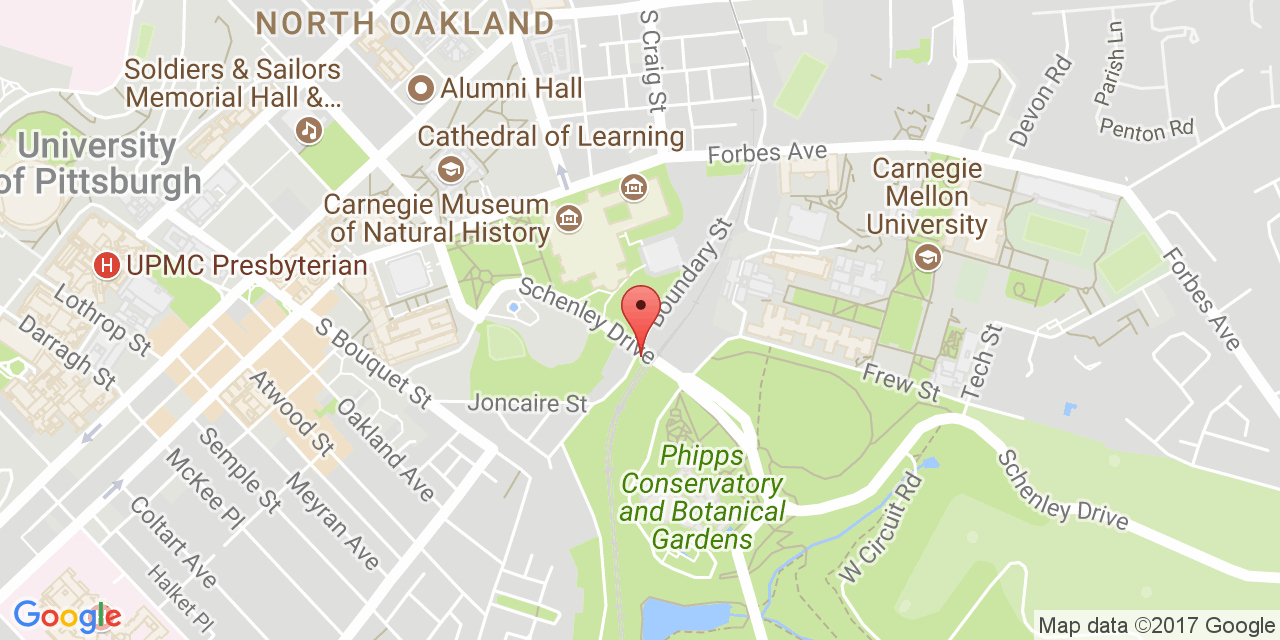 NORTH OAKLAND
S Craig St
Soldiers & Sailors
Memorial Hall &...
Alumni Hall
Parish Ln
Devon Rd
Penton Rd
University
of Pittsburgh
Cathedral of Learning
Forbes Ave
Carnegie
Mellon
University
Carnegie Museum
of Natural History
H
UPMC Presbyterian
Boundary St
Forbes Ave
Schenley Drive
Lothrop St
Darragh St
S Bouquet St
Tech St
Frew St
Atwood St
Joncaire St
Oakland Ave
Semple St
McKee Pl
Meyran Ave
Phipps
Conservatory
and Botanical
Gardens
Schenley Drive
W Circuit Rd
Coltart Ave
Halket Pl
Google
Map data ©2017 Google